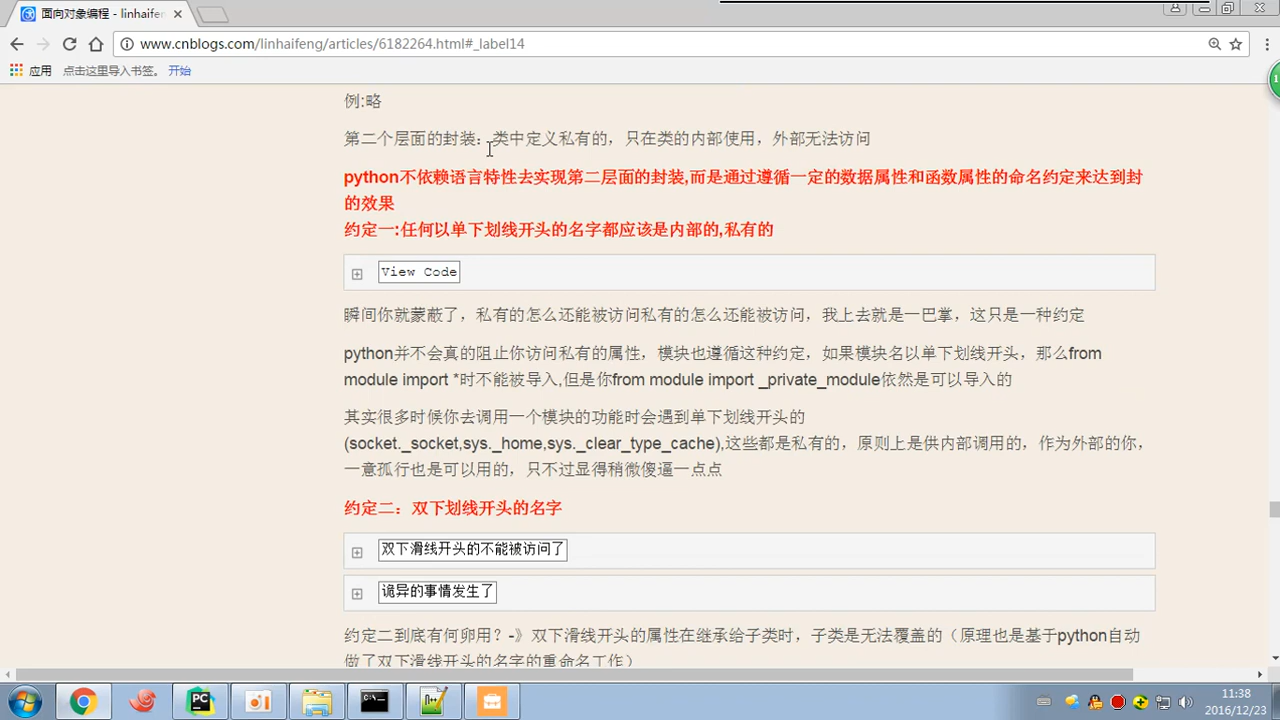 面向对象编程 - linhaifen
www.cnblogs.com/linhaifeng/articles/6182264.html#_label14
应用 点击这里导入书签。 开始
例:略
第二个层面的封装：类中定义私有的，只在类的内部使用，外部无法访问
python不依赖语言特性去实现第二层面的封装,而是通过遵循一定的数据属性和函数属性的命名约定来达到封
的效果
约定一:任何以单下划线开头的名字都应该是内部的,私有的
View Code
瞬间你就蒙蔽了，私有的怎么还能被访问私有的怎么还能被访问，我上去就是一巴掌，这只是一种约定
python并不会真的阻止你访问私有的属性，模块也遵循这种约定，如果模块名以单下划线开头，那么from
module import *时不能被导入,但是你from module import _private_module依然是可以导入的
其实很多时候你去调用一个模块的功能时会遇到单下划线开头的
(socket._socket,sys._home,sys._clear_type_cache),这些都是私有的，原则上是供内部调用的，作为外部的你，
一意孤行也是可以用的，只不过显得稍微傻逼一点点
约定二：双下划线开头的名字
双下滑线开头的不能被访问了
诡异的事情发生了
约定二到底有何卵用？-》双下滑线开头的属性在继承给子类时，子类是无法覆盖的（原理也是基于python自动
做了双下滑线开头的名字的重命名工作）
11:38
2016/12/23